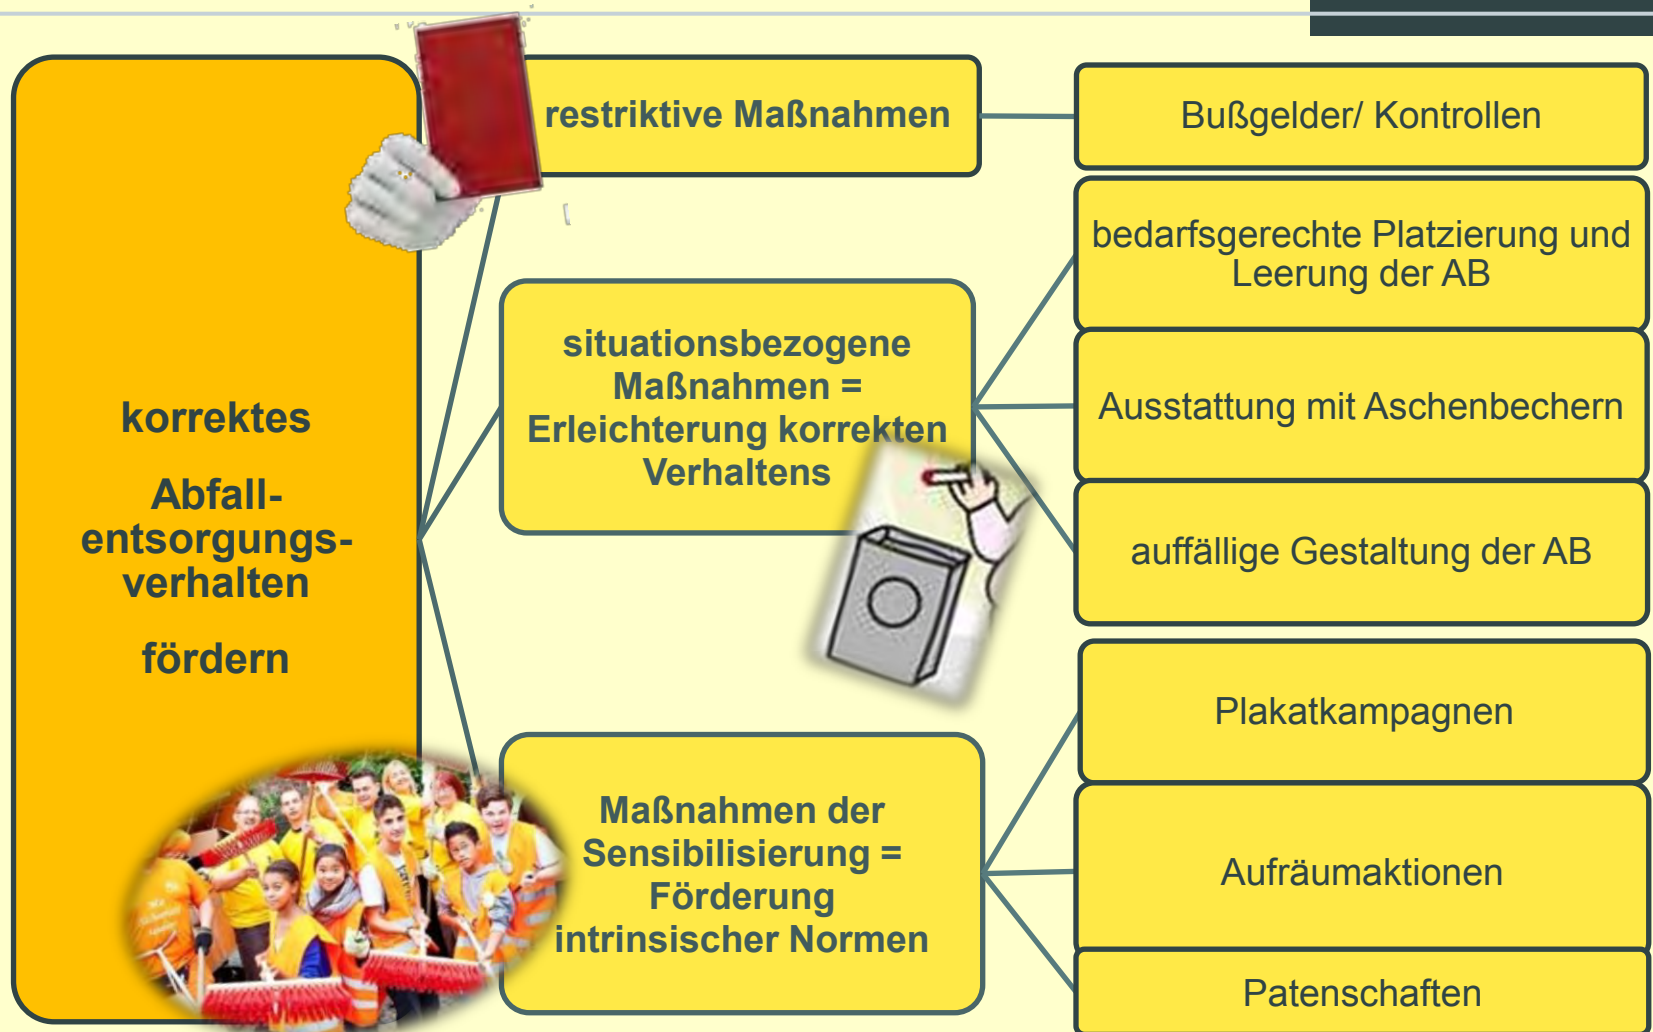 korrektes
Abfall-
entsorgungs-
verhalten
fördern
restriktive Maßnahmen
Bußgelder/ Kontrollen
situationsbezogene
Maßnahmen =
Erleichterung korrekten
Verhaltens
bedarfsgerechte Platzierung und
Leerung der AB
Ausstattung mit Aschenbechern
auffällige Gestaltung der AB
Maßnahmen der
Sensibilisierung =
Förderung
intrinsischer Normen
Plakatkampagnen
Aufräumaktionen
Patenschaften